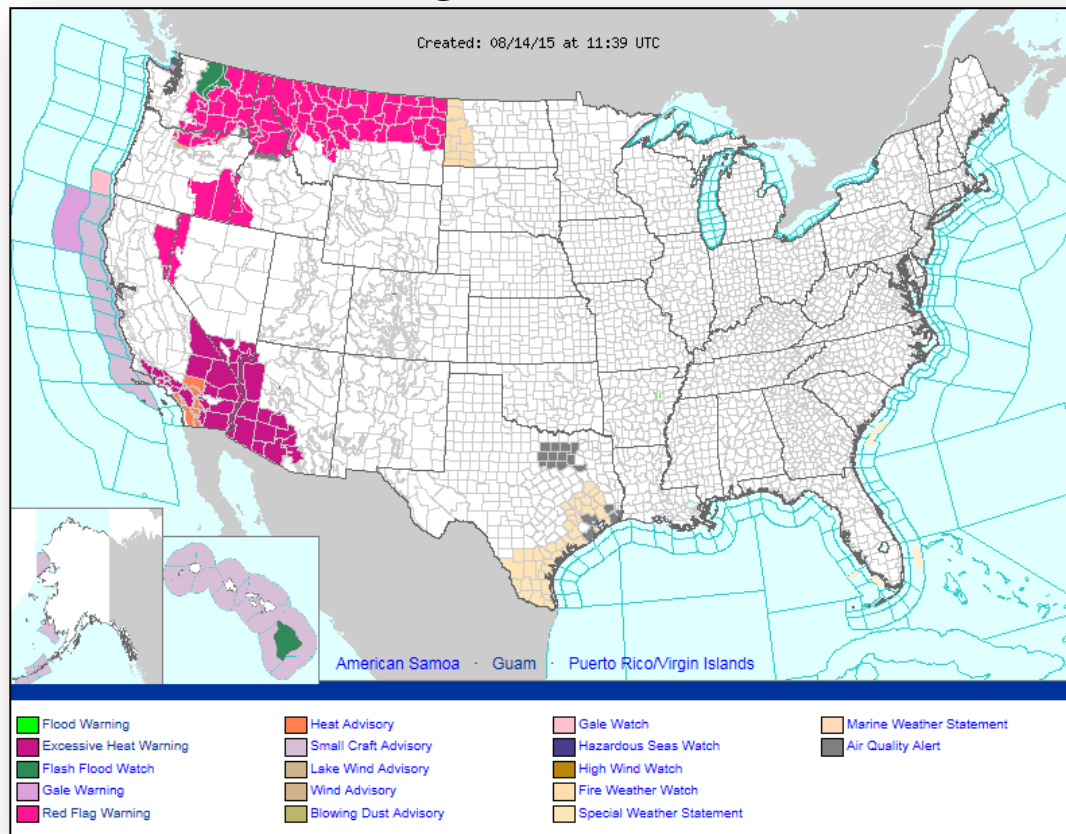 Created: 08/14/15 at 11:39 UTC
American Samoa · Guam · Puerto Rico/Virgin Islands
Flood Warning
Excessive Heat Warning
Flash Flood Watch
Gale Warning
Red Flag Warning
Heat Advisory
Small Craft Advisory
Lake Wind Advisory
Wind Advisory
Blowing Dust Advisory
Gale Watch
Hazardous Seas Watch
High Wind Watch
Fire Weather Watch
Special Weather Statement
Marine Weather Statement
Air Quality Alert